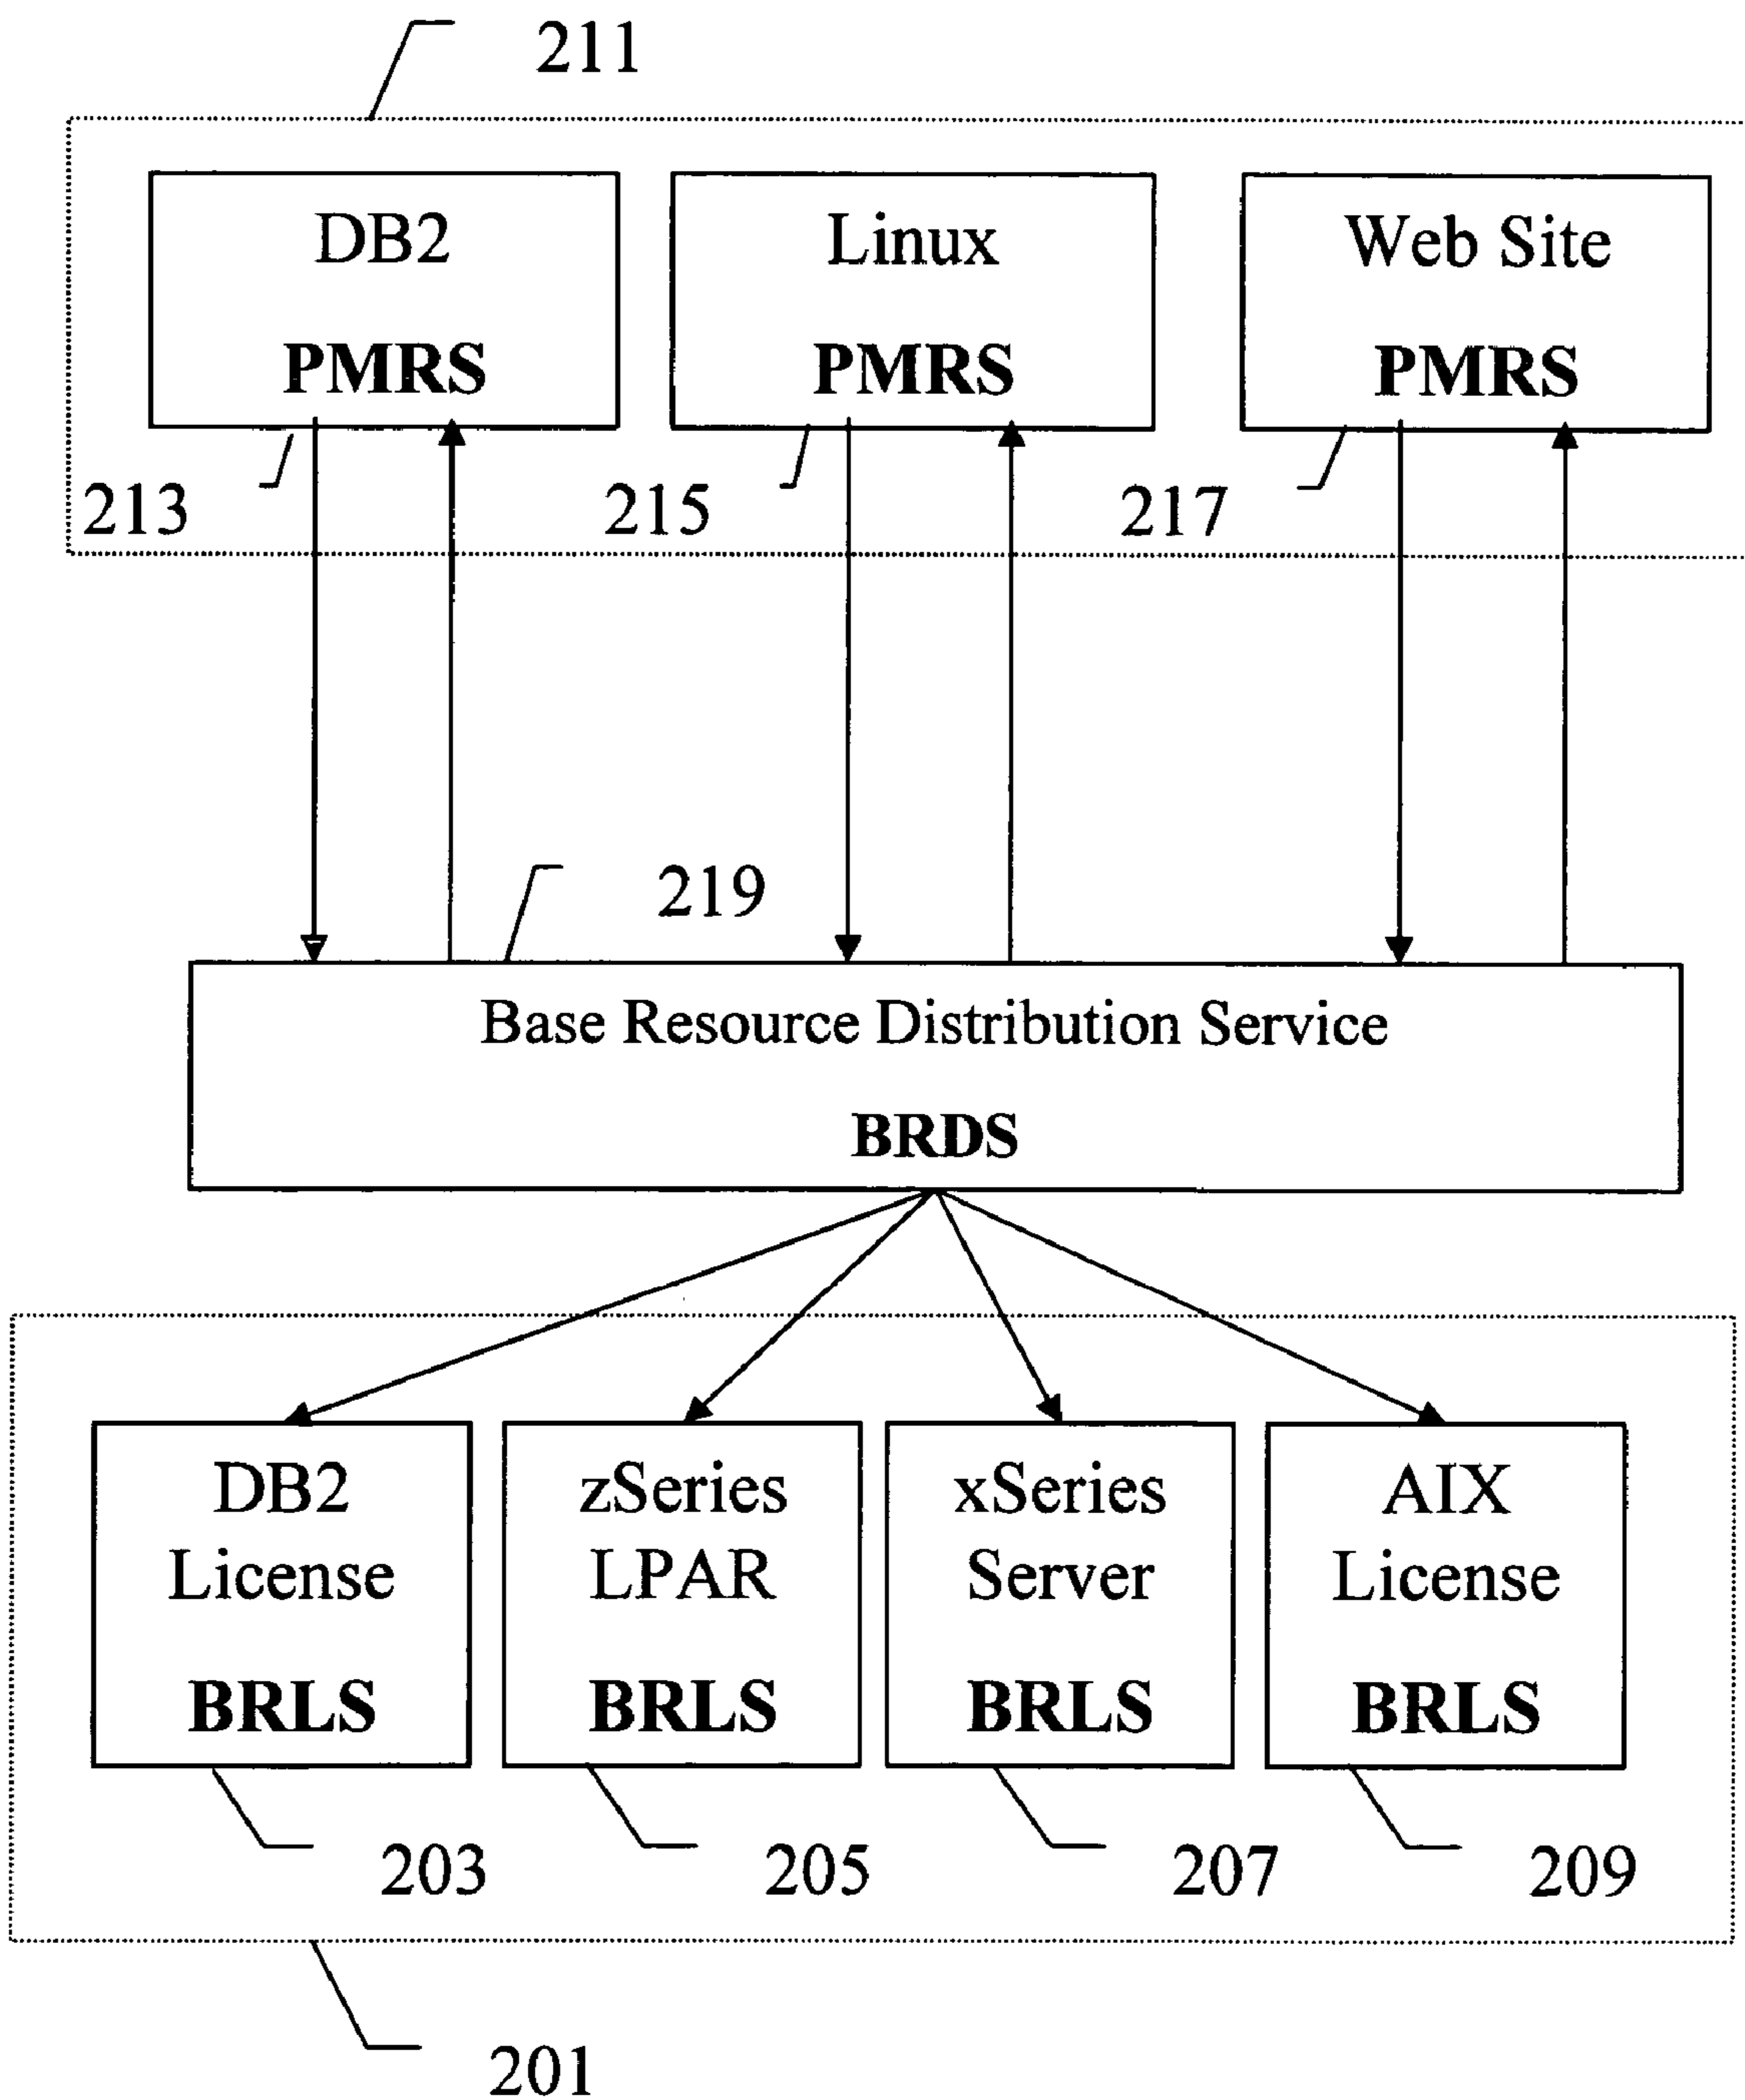 211
DB2
PMRS
Linux
PMRS
Web Site
PMRS
213
215
217
219
Base Resource Distribution Service
BRDS
DB2
License
BRLS
zSeries
LPAR
BRLS
xSeries
Server
BRLS
AIX
License
BRLS
203
205
207
209
201